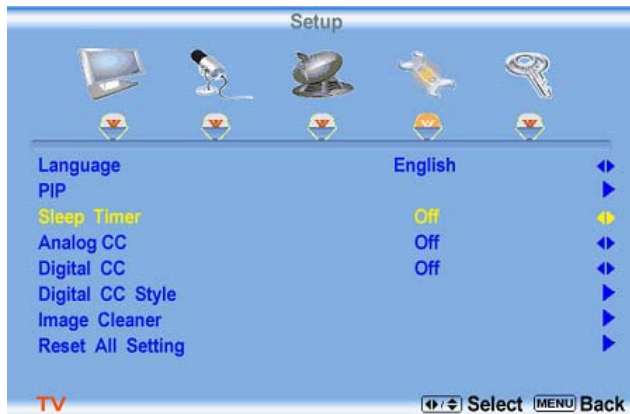 Setup
Language English
PIP
Sleep Timer Off
Analog CC Off
Digital CC Off
Digital CC Style
Image Cleaner
Reset All Setting
TV Select MENU Back